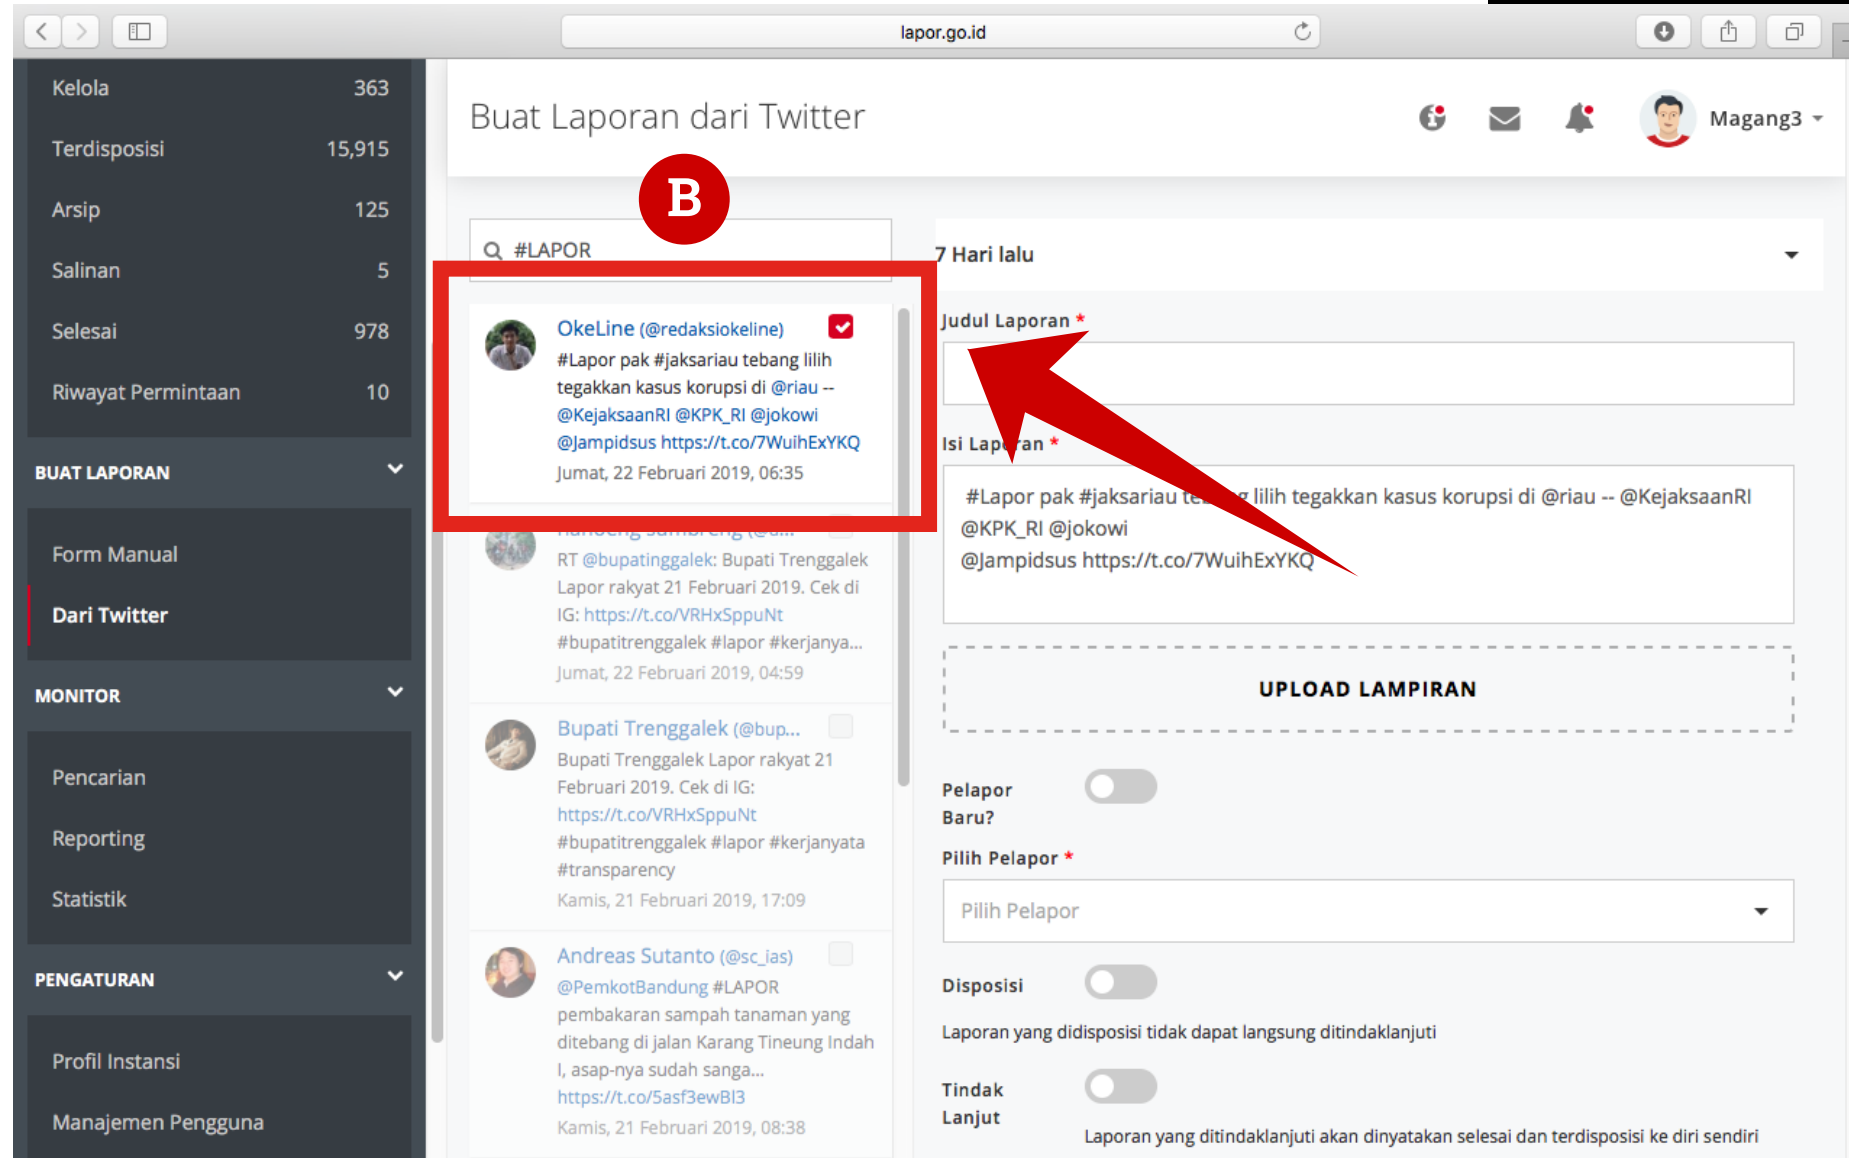 lapor.go.id
Kelola 363
Terdisposisi 15,915
Arsip 125
Salinan 5
Selesai 978
Riwayat Permintaan 10
BUAT LAPORAN
Form Manual
Dari Twitter
MONITOR
Pencarian
Reporting
Statistik
PENGATURAN
Profil Instansi
Manajemen Pengguna
Buat Laporan dari Twitter
Magang3
B
#LAPOR
OkeLine (@redaksiokeline)
#Lapor pak #jaksariau tebang lilih
tegakkan kasus korupsi di @riau --
@KejaksaanRI @KPK_RI @jokowi
@Jampidsus https://t.co/7WuihExYKQ
Jumat, 22 Februari 2019, 06:35
RT @bupatinggalek: Bupati Trenggalek
Lapor rakyat 21 Februari 2019. Cek di
IG: https://t.co/VRHxSppuNt
#bupatitrenggalek #lapor #kerjanya...
Jumat, 22 Februari 2019, 04:59
Bupati Trenggalek (@bup...
Bupati Trenggalek Lapor rakyat 21
Februari 2019. Cek di IG:
https://t.co/VRHxSppuNt
#bupatitrenggalek #lapor #kerjanyata
#transparency
Kamis, 21 Februari 2019, 17:09
Andreas Sutanto (@sc_ias)
@PemkotBandung #LAPOR
pembakaran sampah tanaman yang
ditebang di jalan Karang Tineung Indah
I, asap-nya sudah sanga...
https://t.co/5asf3ewBl3
Kamis, 21 Februari 2019, 08:38
7 Hari lalu
Judul Laporan *
Isi Laporan *
#Lapor pak #jaksariau tebang lilih tegakkan kasus korupsi di @riau -- @KejaksaanRI
@KPK_RI @jokowi
@Jampidsus https://t.co/7WuihExYKQ
UPLOAD LAMPIRAN
Pelapor
Baru?
Pilih Pelapor *
Pilih Pelapor
Disposisi
Laporan yang didisposisi tidak dapat langsung ditindaklanjuti
Tindak
Lanjut
Laporan yang ditindaklanjuti akan dinyatakan selesai dan terdisposisi ke diri sendiri